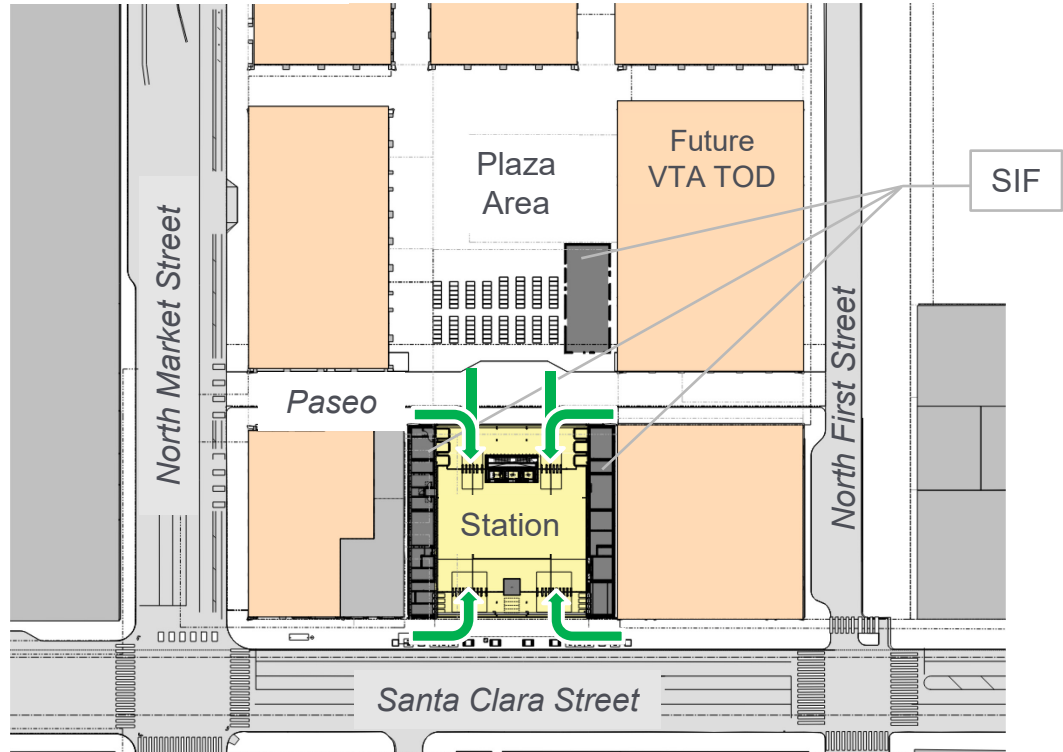 Future
VTA TOD
Plaza
Area
SIF
North Market Street
Paseo
North First Street
Station
Santa Clara Street